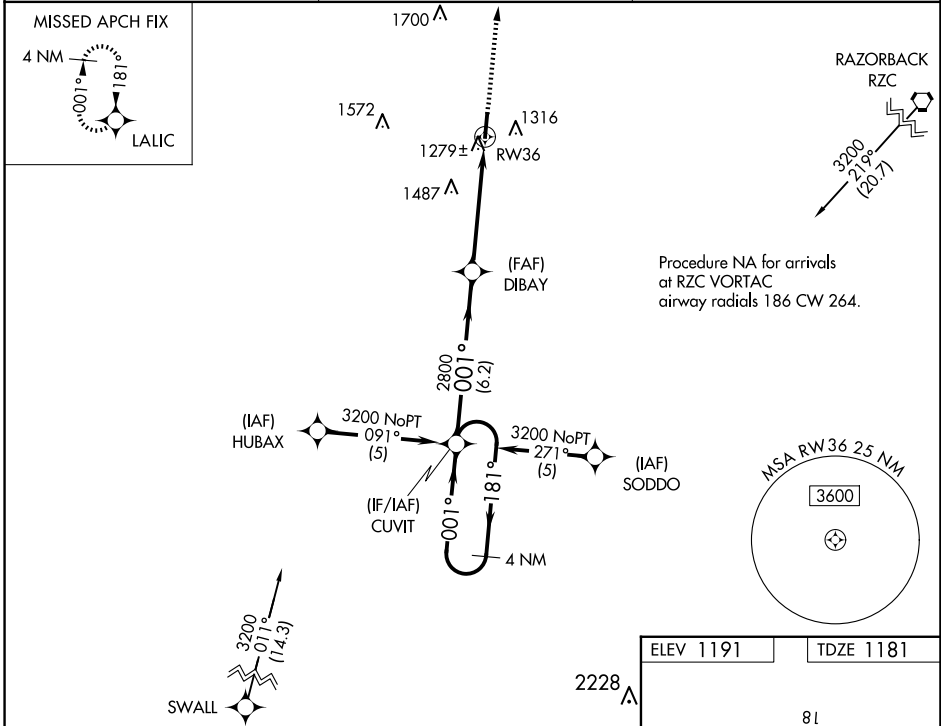 MISSED APCH FIX
4 NM
001°
181°
LALIC
1700
1572
1316
1279±
RW36
1487
RAZORBACK
RZC
3200
219°
(20.7)
Procedure NA for arrivals
at RZC VORTAC
airway radials 186 CW 264.
(FAF)
DIBAY
2800
001°
(6.2)
(IAF)
HUBAX
3200 NoPT
091°
(5)
3200 NoPT
271°
(5)
(IAF)
SODDO
(IF/IAF)
CUVIT
001°
181°
4 NM
MSA RW36 25 NM
3600
3200
011°
(14.3)
SWALL
2228
ELEV 1191
TDZE 1181
18